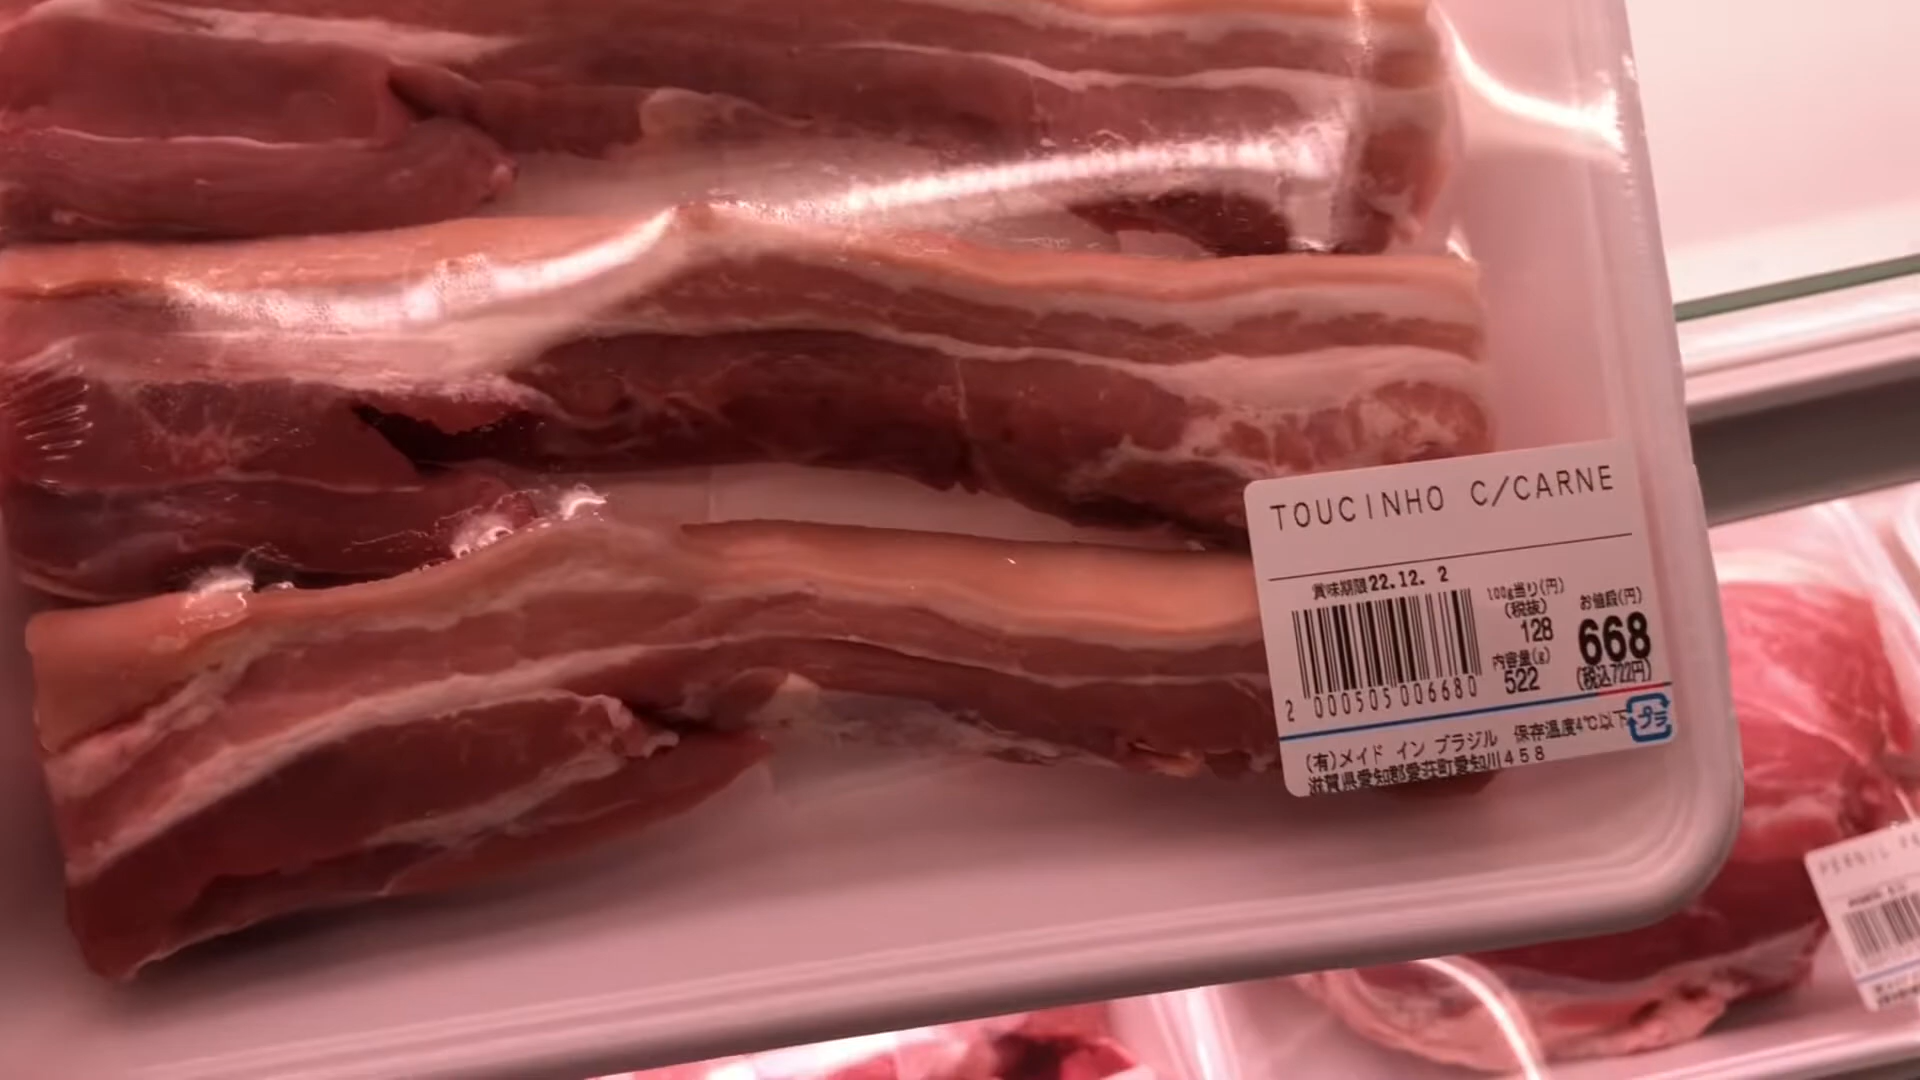 TOUCINHO C/CARNE
賞味期限22.12. 2
100g当り(円)
(税抜)
128
お値段(円)
668
(税込722円)
内容量(g)
522
2 000505 006680
保存温度4℃以下
プラ
(有)メイド イン ブラジル
滋賀県愛知郡愛荘町愛知川458
PERNIL